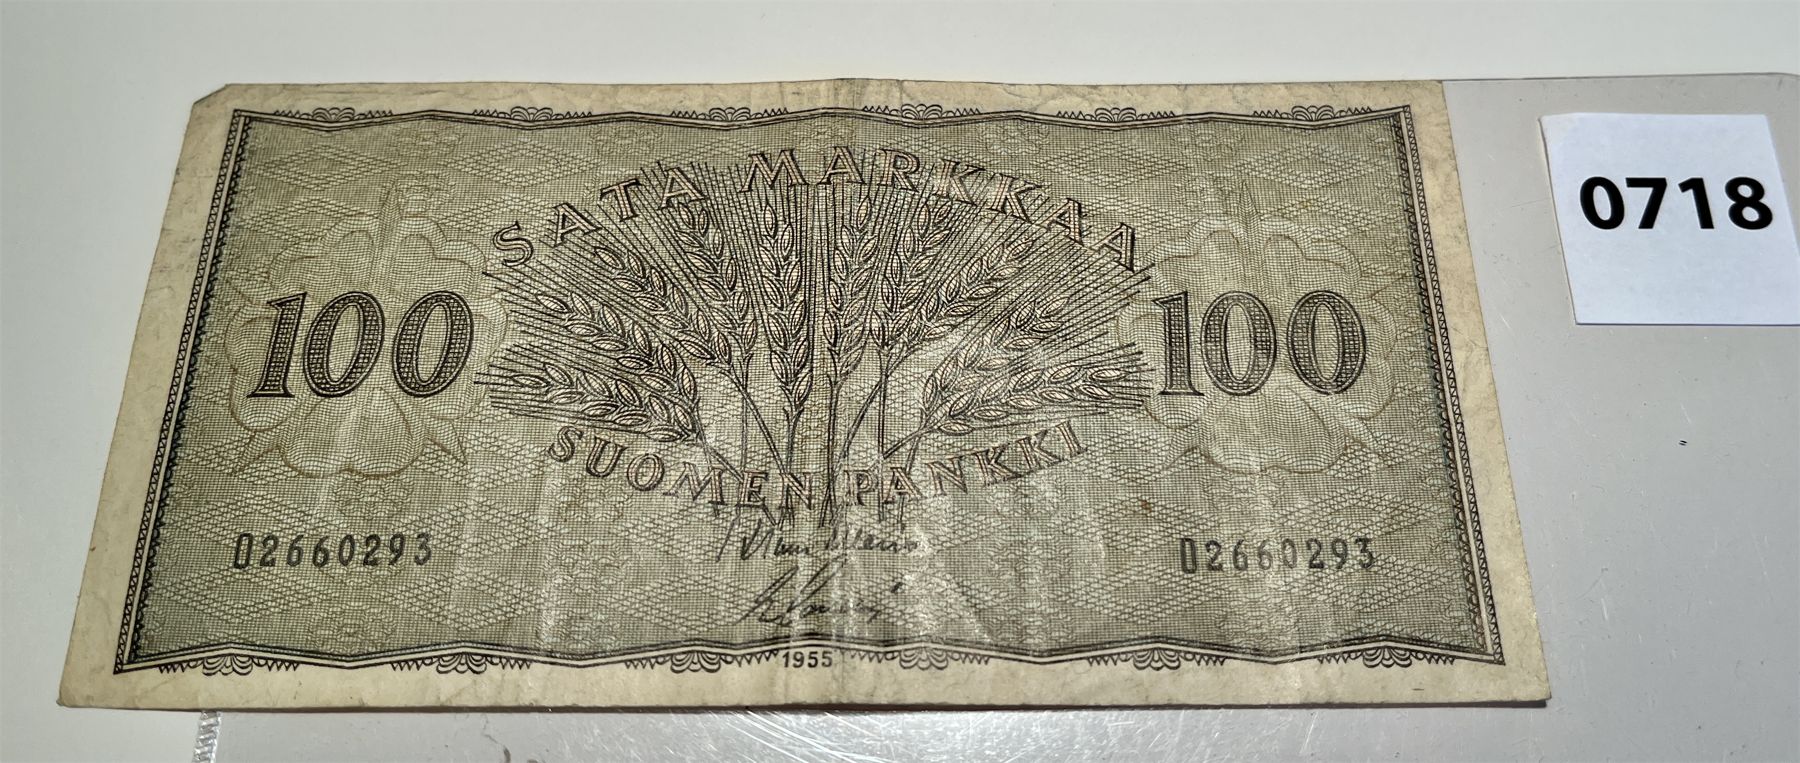 SATA MARKKAA
0718
100 100
SUOMEN PANKKI
D2660293 D2660293
1955